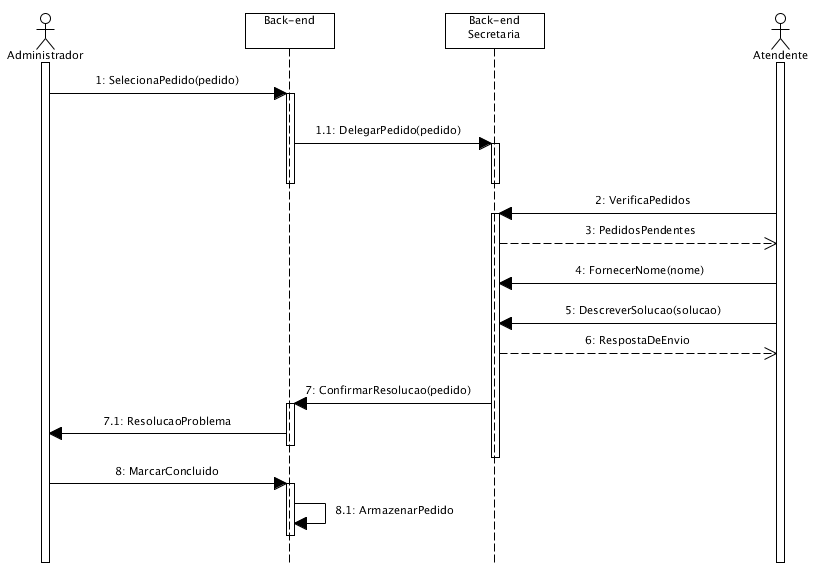 Back-end
Back-end
Secretaria
Administrador
Atendente
1: SelecionaPedido(pedido)
1.1: DelegarPedido(pedido)
2: VerificaPedidos
3: PedidosPendentes
4: FornecerNome(nome)
5: DescreverSolucao(solucao)
6: RespostaDeEnvio
7: ConfirmarResolucao(pedido)
7.1: ResolucaoProblema
8: MarcarConcluido
8.1: ArmazenarPedido